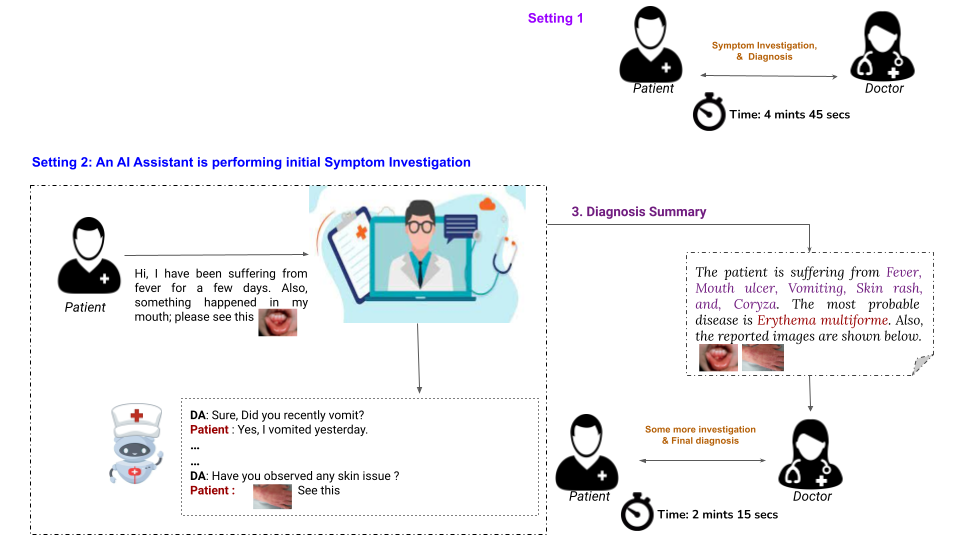 Setting 1
Symptom Investigation,
& Diagnosis
Patient
Doctor
Time: 4 mints 45 secs
Setting 2: An AI Assistant is performing initial Symptom Investigation
Patient
Hi, I have been suffering from
fever for a few days. Also,
something happened in my
mouth; please see this
DA: Sure, Did you recently vomit?
Patient : Yes, I vomited yesterday.
...
...
DA: Have you observed any skin issue ?
Patient : See this
3. Diagnosis Summary
The patient is suffering from Fever,
Mouth ulcer, Vomiting, Skin rash,
and, Coryza. The most probable
disease is Erythema multiforme. Also,
the reported images are shown below.
Some more investigation
& Final diagnosis
Patient
Doctor
Time: 2 mints 15 secs